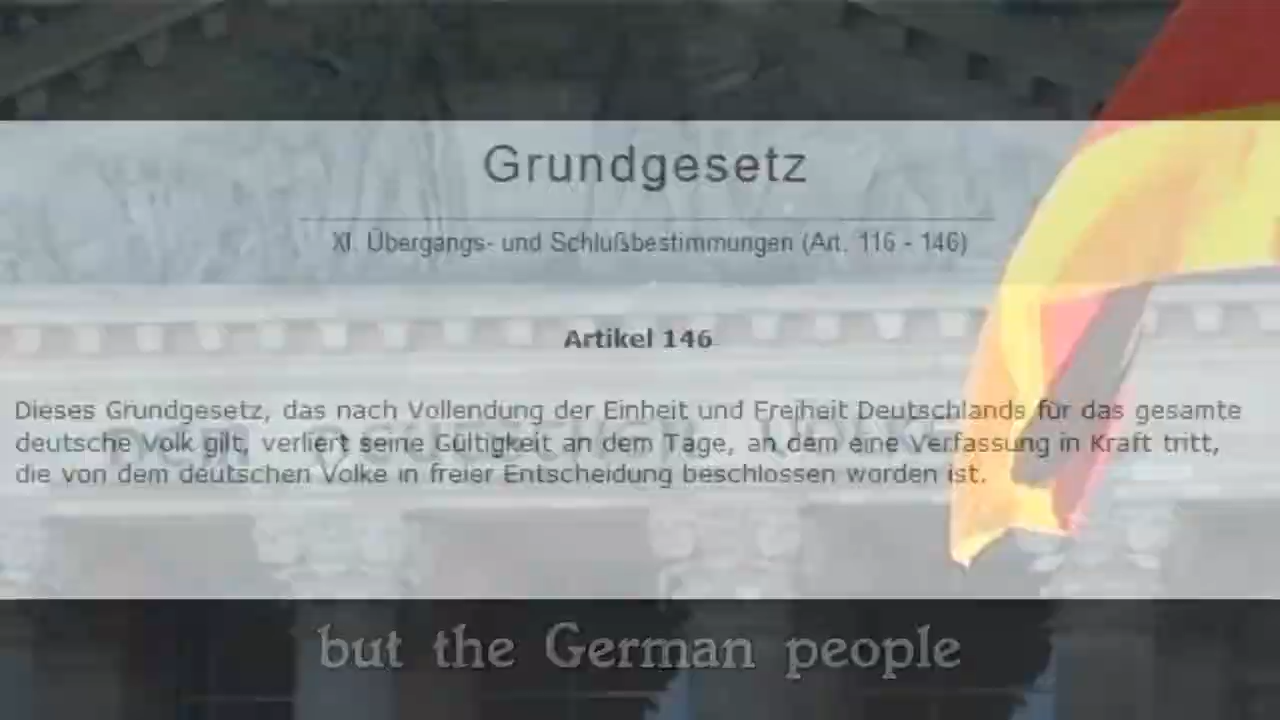 Grundgesetz
XI. Übergangs- und Schlußbestimmungen (Art. 116 - 146)
Artikel 146
Dieses Grundgesetz, das nach Vollendung der Einheit und Freiheit Deutschlands für das gesamte
deutsche Volk gilt, verliert seine Gültigkeit an dem Tage, an dem eine Verfassung in Kraft tritt,
die von dem deutschen Volke in freier Entscheidung beschlossen worden ist.
but the German people